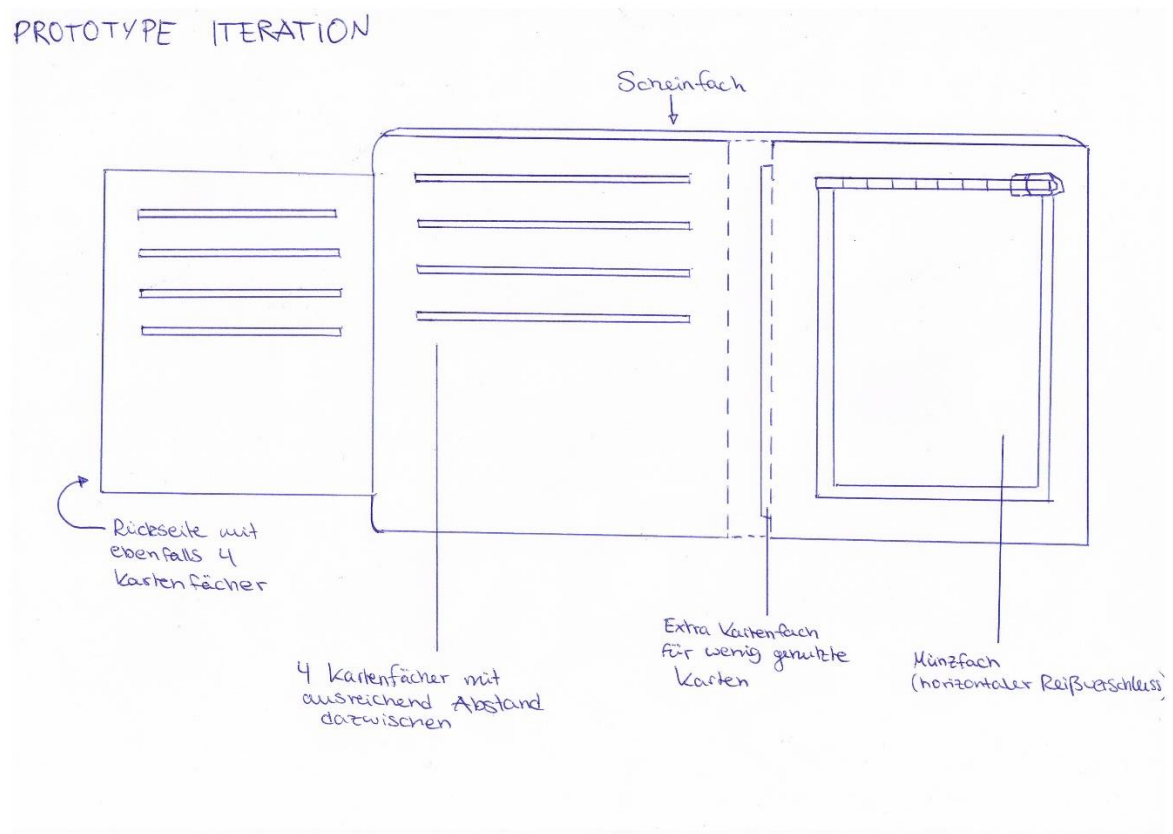 PROTOTYPE ITERATION
Scheinfach
Rückseite mit
ebenfalls 4
Kartenfächer
4 Kartenfächer mit
ausreichend Abstand
dazwischen
Extra Kartenfach
für wenig genutzte
Karten
Münzfach
(horizontaler Reißverschluss)